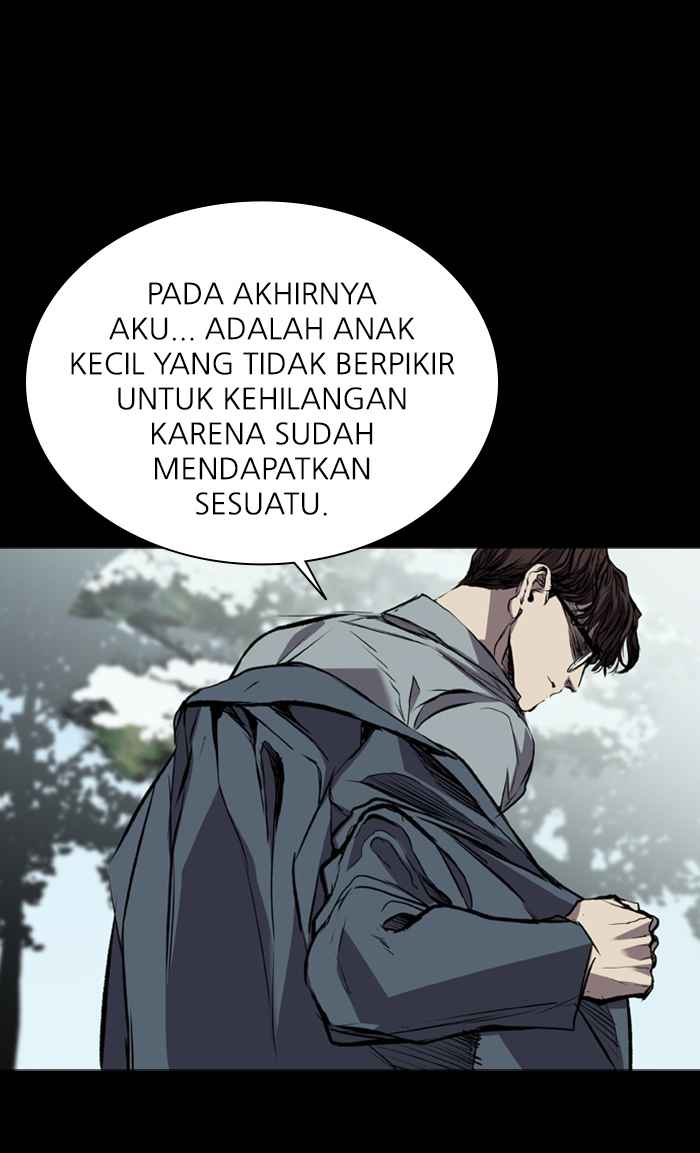 PADA AKHIRNYA
AKU... ADALAH ANAK
KECIL YANG TIDAK BERPIKIR
UNTUK KEHILANGAN
KARENA SUDAH
MENDAPATKAN
SESUATU.